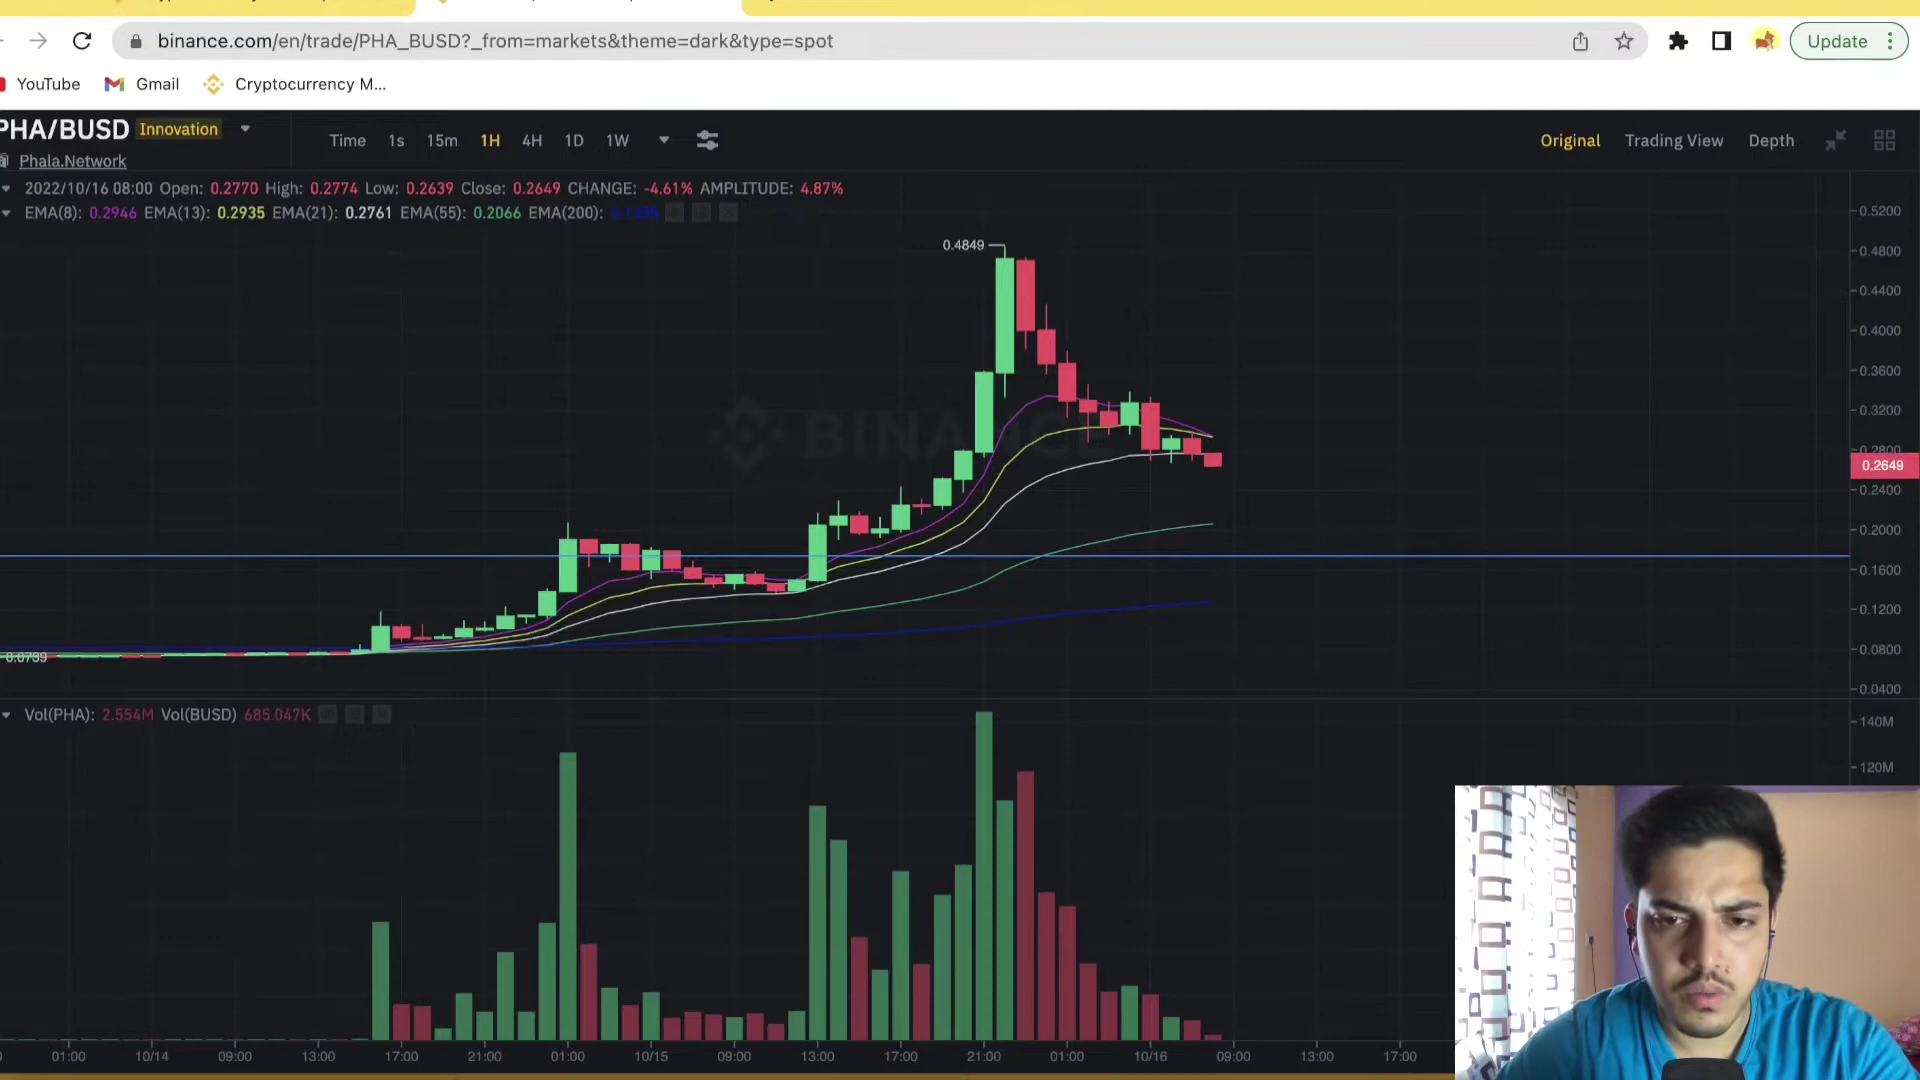 binance.com/en/trade/PHA_BUSD?_from=markets&theme=dark&type=spot
Update
YouTube Gmail Cryptocurrency M...
PHA/BUSD Innovation
Time 1s 15m 1H 4H 1D 1W
Original Trading View Depth
Phala.Network
2022/10/16 08:00 Open: 0.2770 High: 0.2774 Low: 0.2639 Close: 0.2649 CHANGE: -4.61% AMPLITUDE: 4.87%
EMA(8): 0.2946 EMA(13): 0.2935 EMA(21): 0.2761 EMA(55): 0.2066 EMA(200):
0.5200
0.4849
0.4800
0.4400
0.4000
0.3600
0.3200
BINANCE
0.2800
0.2649
0.2400
0.2000
0.1600
0.1200
0.0800
0.0739
0.0400
Vol(PHA): 2.554M Vol(BUSD) 685.047K
140M
120M
01:00 10/14 09:00 13:00 17:00 21:00 01:00 10/15 09:00 13:00 17:00 21:00 01:00 10/16 09:00 13:00 17:00